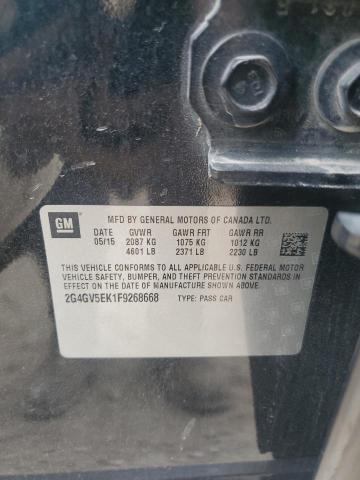 GM
MFD BY GENERAL MOTORS OF CANADA LTD.
DATE GVWR GAWR FRT GAWR RR
05/15 2087 KG 1075 KG 1012 KG
4601 LB 2371 LB 2230 LB
THIS VEHICLE CONFORMS TO ALL APPLICABLE U.S. FEDERAL MOTOR
VEHICLE SAFETY, BUMPER, AND THEFT PREVENTION STANDARDS IN
EFFECT ON THE DATE OF MANUFACTURE SHOWN ABOVE.
2G4GV5EK1F9268668 TYPE: PASS CAR